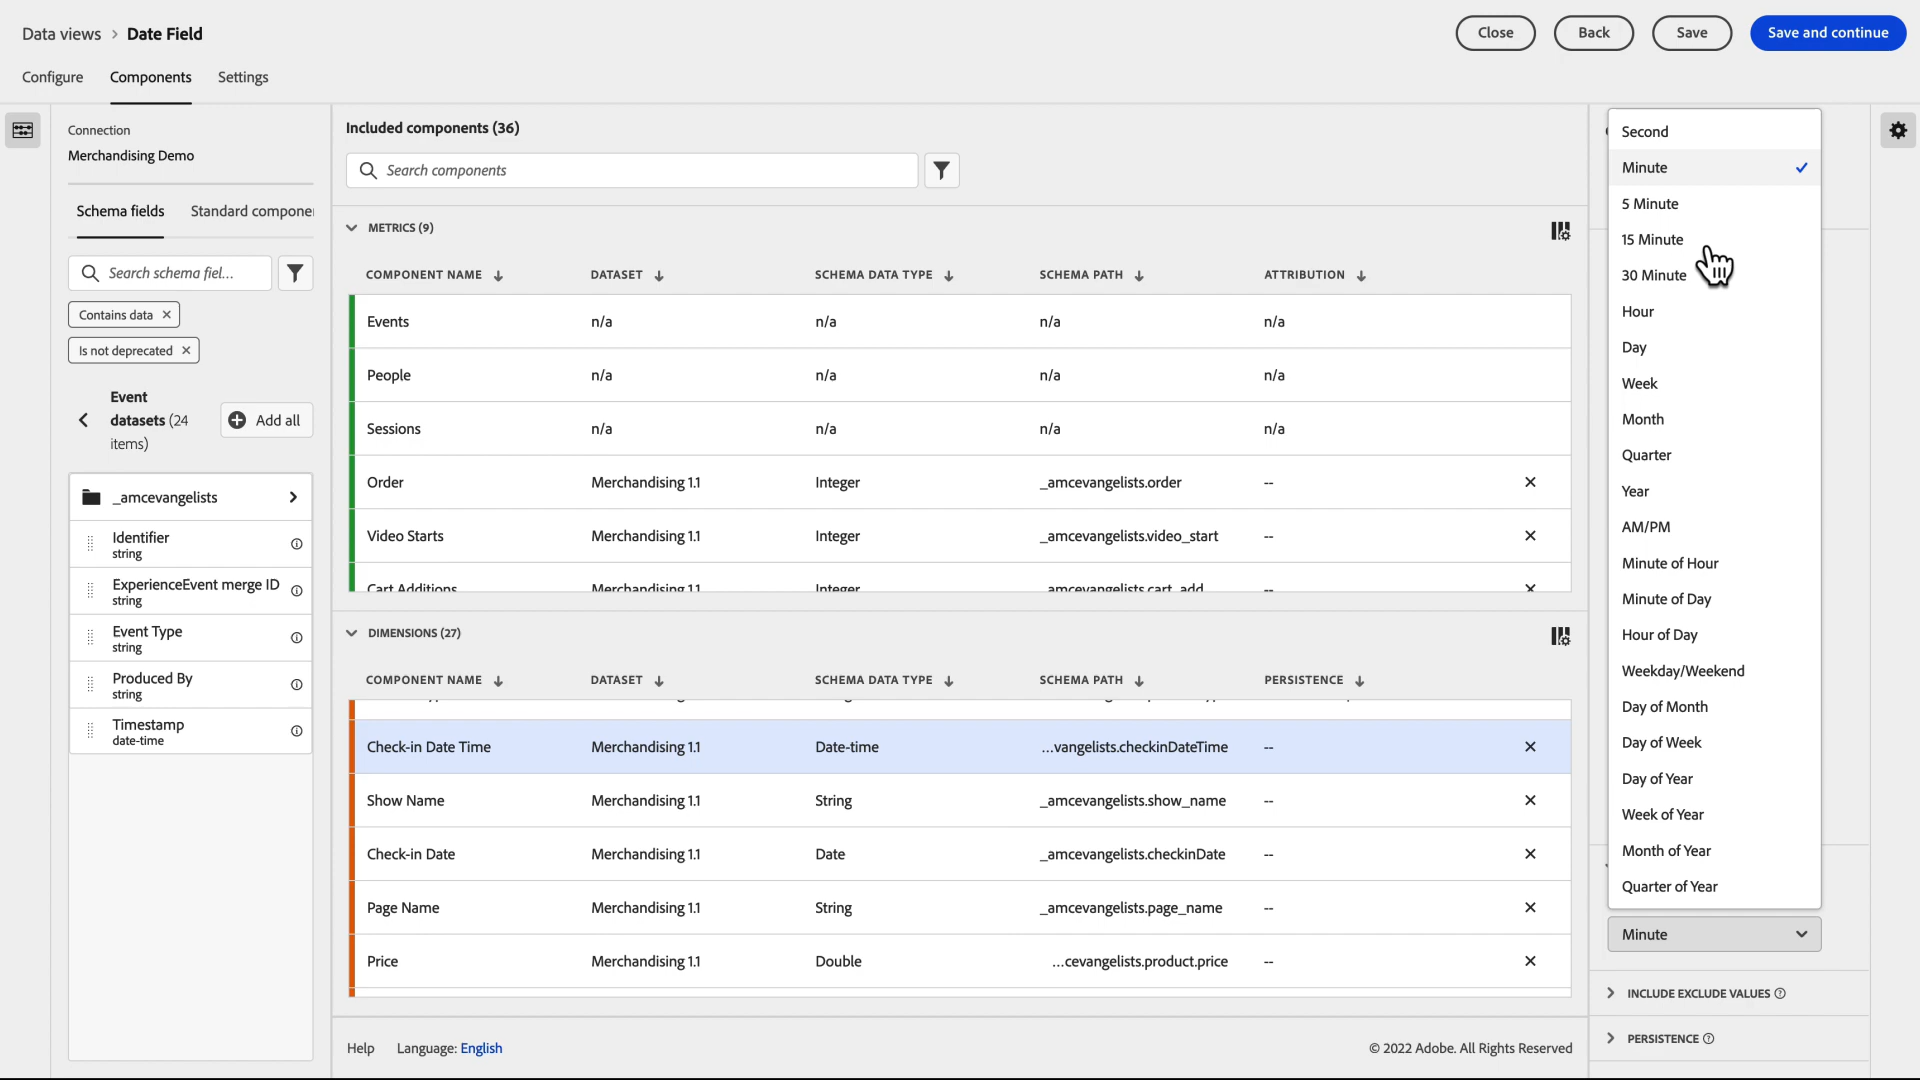 Data views > Date Field
Close
Back
Save
Save and continue
Configure
Components
Settings
Connection
Merchandising Demo
Schema fields
Standard compone
Search schema fiel...
Contains data
Is not deprecated
Event
datasets (24
items)
Add all
_amcevangelists
Identifier
string
ExperienceEvent merge ID
string
Event Type
string
Produced By
string
Timestamp
date-time
Included components (36)
Search components
METRICS (9)
COMPONENT NAME DATASET SCHEMA DATA TYPE SCHEMA PATH ATTRIBUTION
Events n/a n/a n/a n/a
People n/a n/a n/a n/a
Sessions n/a n/a n/a n/a
Order Merchandising 1.1 Integer _amcevangelists.order --
Video Starts Merchandising 1.1 Integer _amcevangelists.video_start --
Cart Additions Merchandising 1.1 Integer _amcevangelists.cart_add --
DIMENSIONS (27)
COMPONENT NAME DATASET SCHEMA DATA TYPE SCHEMA PATH PERSISTENCE
Check-in Date Time Merchandising 1.1 Date-time ...vangelists.checkinDateTime --
Show Name Merchandising 1.1 String _amcevangelists.show_name --
Check-in Date Merchandising 1.1 Date _amcevangelists.checkinDate --
Page Name Merchandising 1.1 String _amcevangelists.page_name --
Price Merchandising 1.1 Double ...cevangelists.product.price --
Help
Language: English
© 2022 Adobe. All Rights Reserved
Second
Minute
5 Minute
15 Minute
30 Minute
Hour
Day
Week
Month
Quarter
Year
AM/PM
Minute of Hour
Minute of Day
Hour of Day
Weekday/Weekend
Day of Month
Day of Week
Day of Year
Week of Year
Month of Year
Quarter of Year
Minute
INCLUDE EXCLUDE VALUES
PERSISTENCE